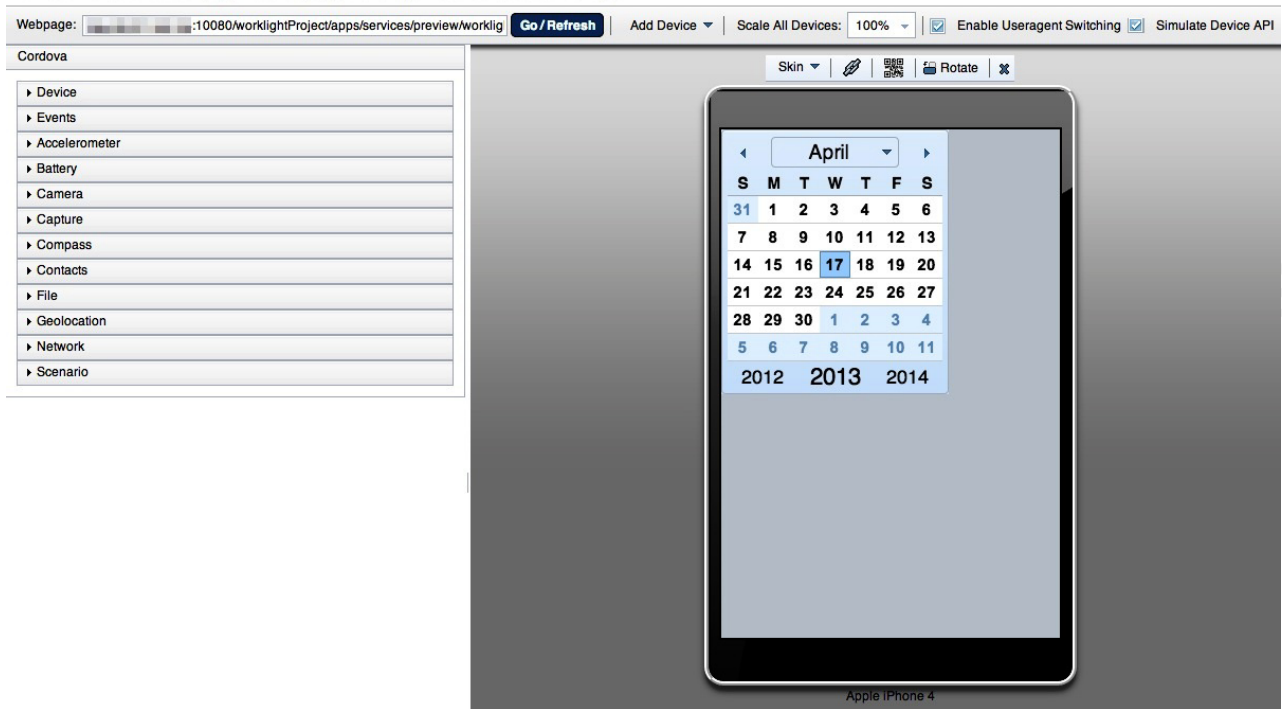 Webpage: :10080/worklightProject/apps/services/preview/worklig Go / Refresh Add Device Scale All Devices: 100% Enable Useragent Switching Simulate Device API
Cordova
Skin Rotate
Device
Events
Accelerometer
Battery
Camera
Capture
Compass
Contacts
File
Geolocation
Network
Scenario
April
S M T W T F S
31 1 2 3 4 5 6
7 8 9 10 11 12 13
14 15 16 17 18 19 20
21 22 23 24 25 26 27
28 29 30 1 2 3 4
5 6 7 8 9 10 11
2012 2013 2014
Apple iPhone 4